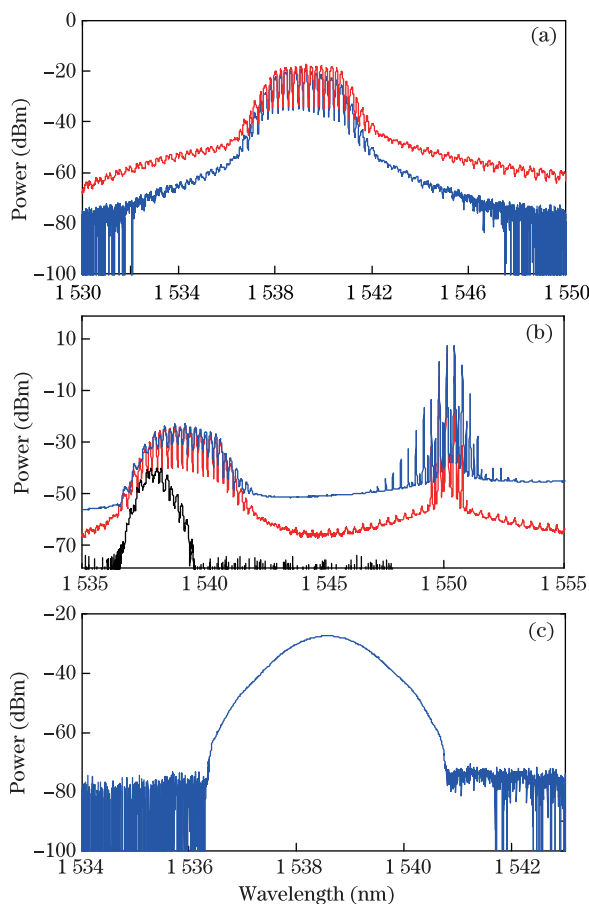 (a)
Power (dBm)
0
−20
−40
−60
−80
−100
1 530 1 534 1 538 1 542 1 546 1 550
(b)
Power (dBm)
10
−10
−30
−50
−70
1 535 1 540 1 545 1 550 1 555
(c)
Power (dBm)
−20
−40
−60
−80
−100
1 534 1 536 1 538 1 540 1 542
Wavelength (nm)